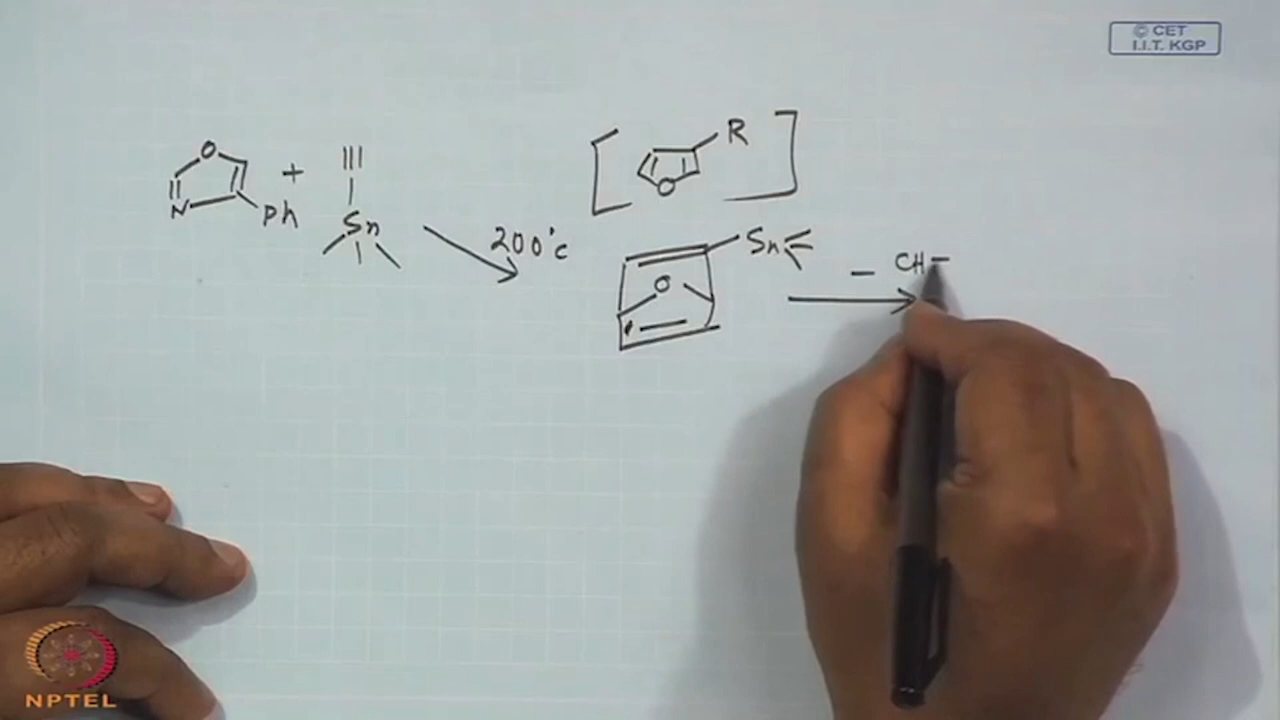 © CET
I.I.T. KGP
R
O
O
N
Ph
+
Sn
200°C
Sn
O
- CH
NPTEL